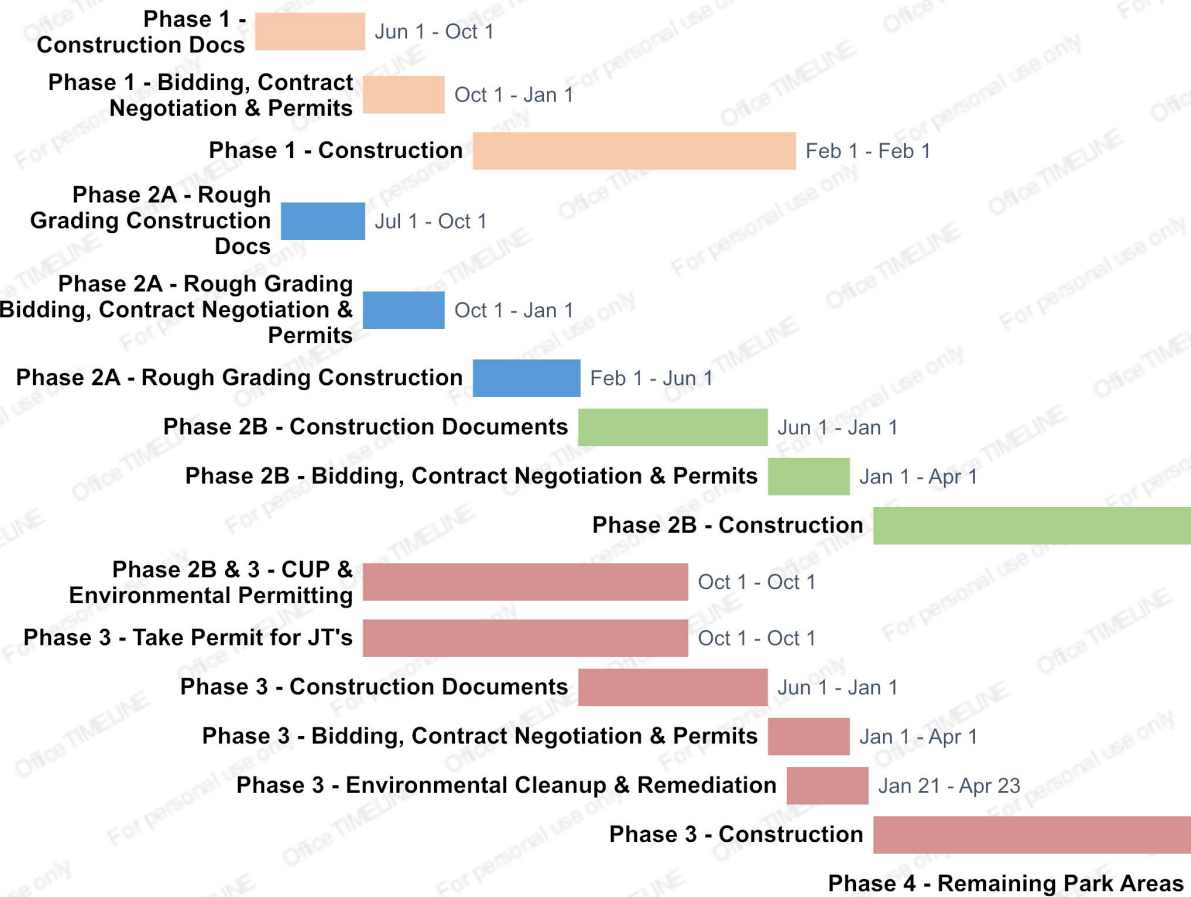 Phase 1 -
Construction Docs
Jun 1 - Oct 1
Phase 1 - Bidding, Contract
Negotiation & Permits
Oct 1 - Jan 1
Phase 1 - Construction
Feb 1 - Feb 1
Phase 2A - Rough
Grading Construction
Docs
Jul 1 - Oct 1
Phase 2A - Rough Grading
Bidding, Contract Negotiation &
Permits
Oct 1 - Jan 1
Phase 2A - Rough Grading Construction
Feb 1 - Jun 1
Phase 2B - Construction Documents
Jun 1 - Jan 1
Phase 2B - Bidding, Contract Negotiation & Permits
Jan 1 - Apr 1
Phase 2B - Construction
Phase 2B & 3 - CUP &
Environmental Permitting
Oct 1 - Oct 1
Phase 3 - Take Permit for JT's
Oct 1 - Oct 1
Phase 3 - Construction Documents
Jun 1 - Jan 1
Phase 3 - Bidding, Contract Negotiation & Permits
Jan 1 - Apr 1
Phase 3 - Environmental Cleanup & Remediation
Jan 21 - Apr 23
Phase 3 - Construction
Phase 4 - Remaining Park Areas
Office TIMELINE
For personal use only